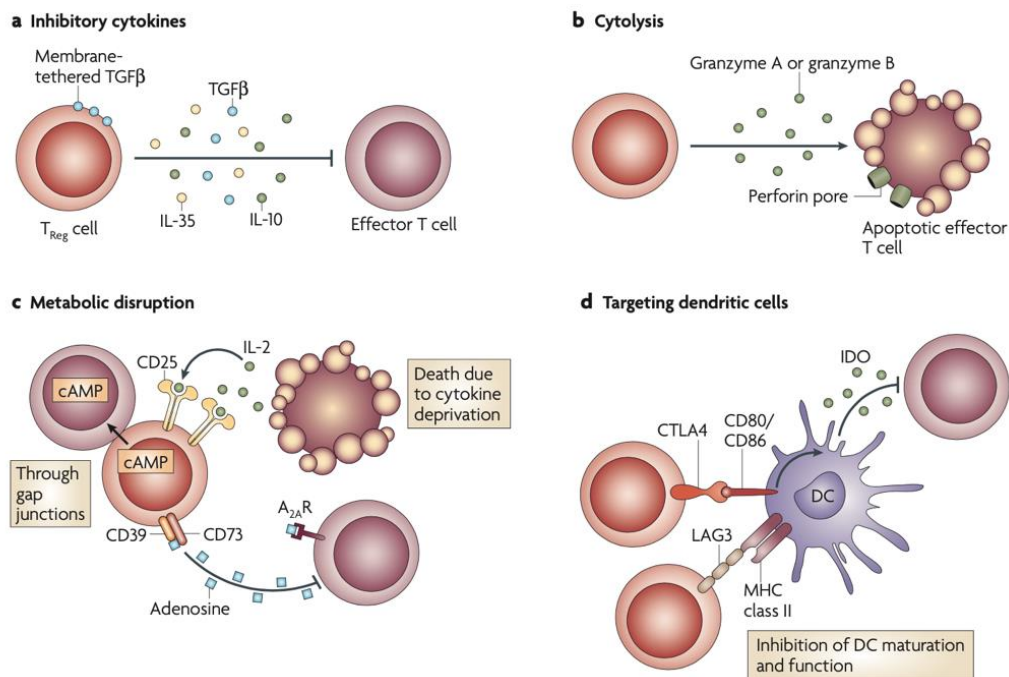 a Inhibitory cytokines
Membrane-
tethered TGFβ
TGFβ
IL-35
IL-10
T_Reg cell
Effector T cell
b Cytolysis
Granzyme A or granzyme B
Perforin pore
Apoptotic effector
T cell
c Metabolic disruption
IL-2
CD25
cAMP
Death due
to cytokine
deprivation
cAMP
Through
gap
junctions
A_2AR
CD39
CD73
Adenosine
d Targeting dendritic cells
IDO
CTLA4
CD80/
CD86
DC
LAG3
MHC
class II
Inhibition of DC maturation
and function